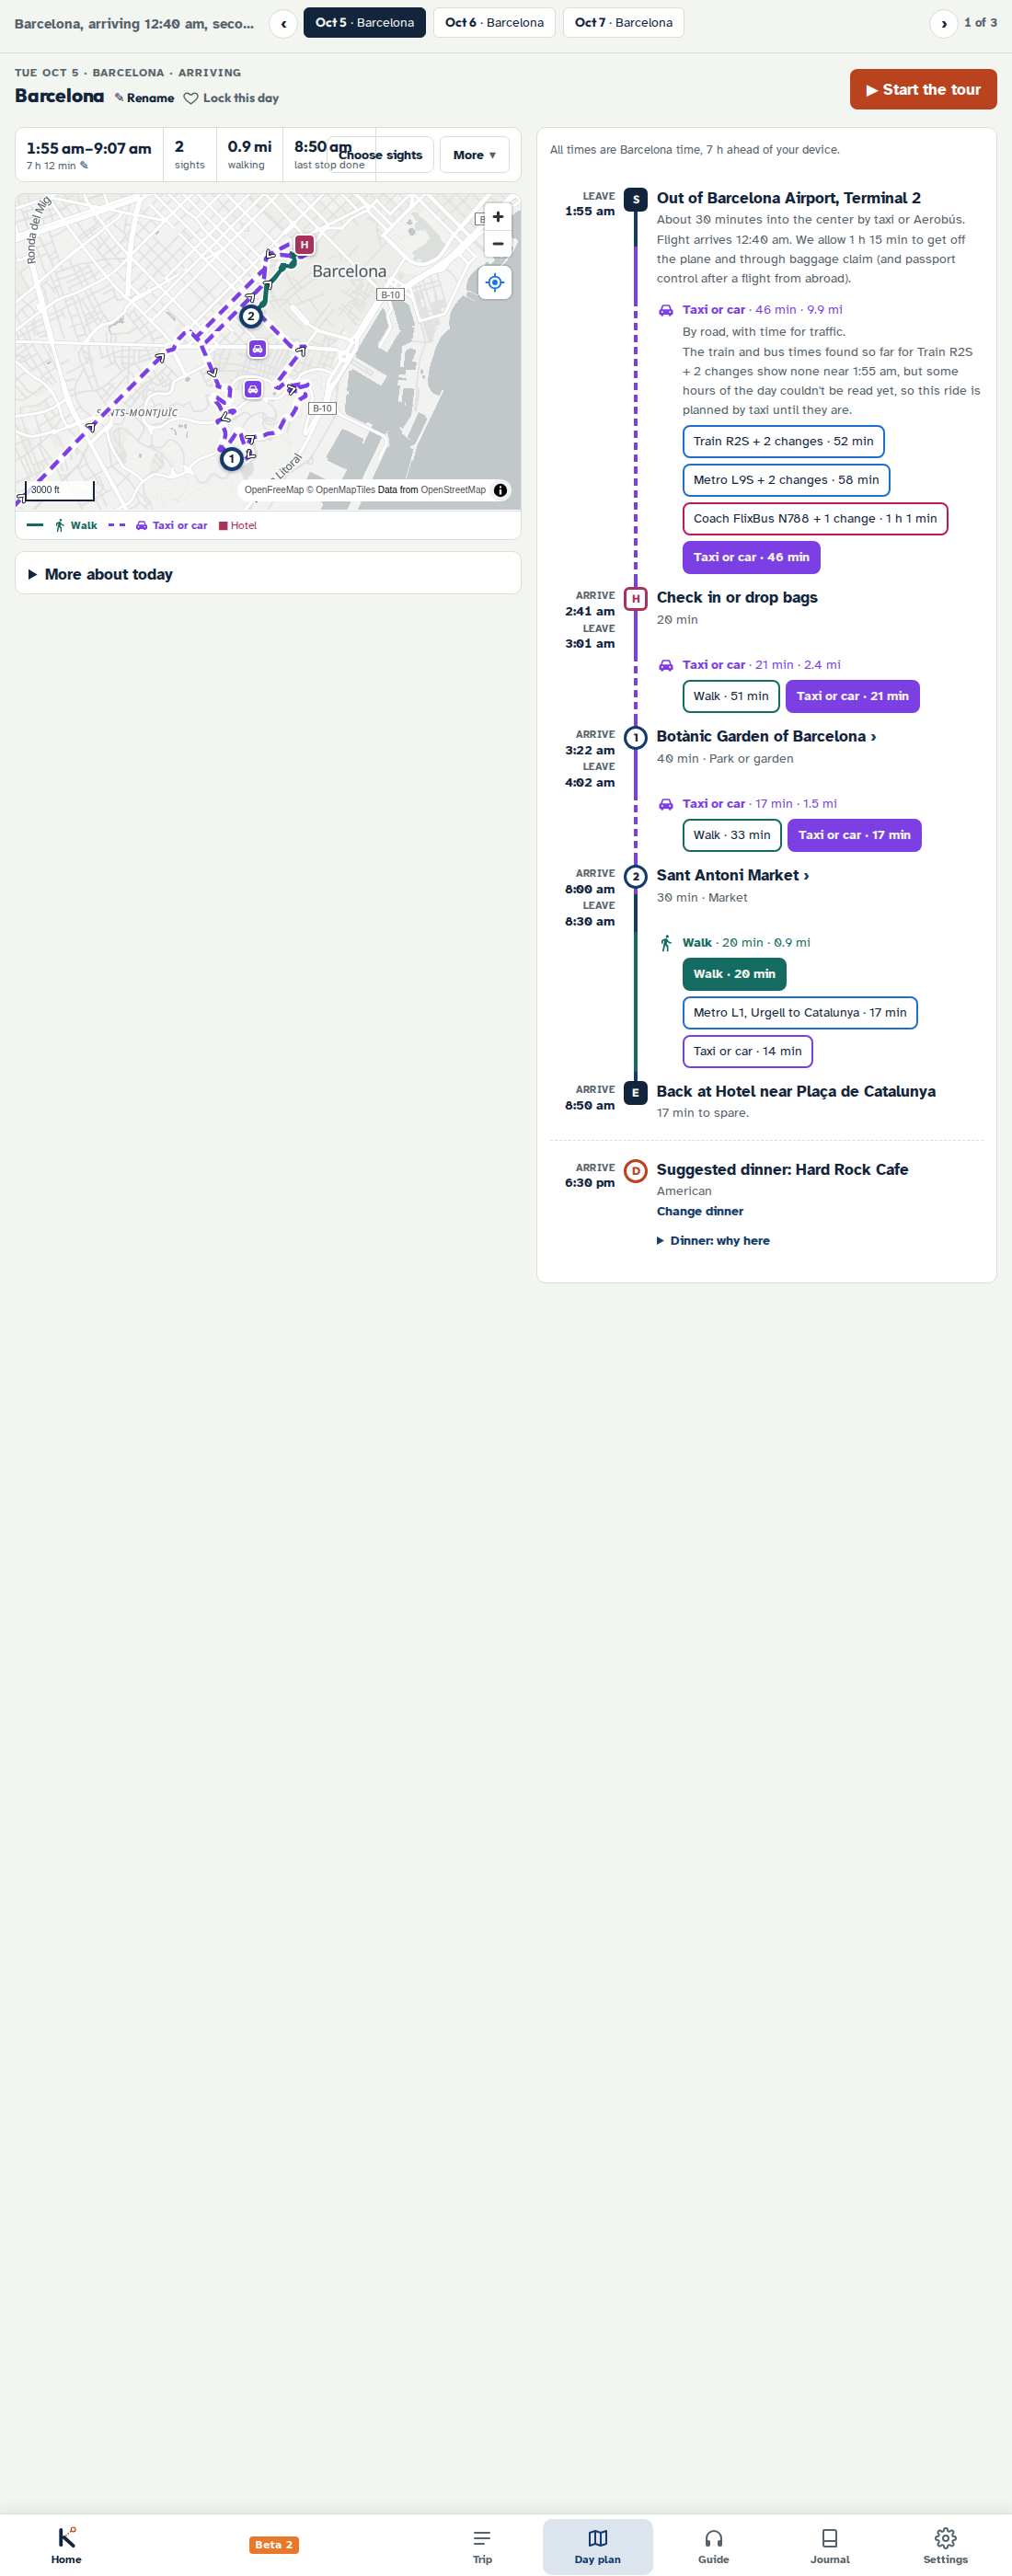 Barcelona, arriving 12:40 am, seco...
‹
Oct 5 · Barcelona
Oct 6 · Barcelona
Oct 7 · Barcelona
›
1 of 3
TUE OCT 5 · BARCELONA · ARRIVING
Barcelona
✎ Rename
Lock this day
▶ Start the tour
1:55 am–9:07 am
7 h 12 min ✎
2
sights
0.9 mi
walking
8:50 am
last stop done
Choose sights
More ▼
Ronda del Mig
H
Barcelona
B-10
+
−
2
B-10
1
Litoral
3000 ft
OpenFreeMap © OpenMapTiles Data from OpenStreetMap
Walk
Taxi or car
Hotel
▶ More about today
All times are Barcelona time, 7 h ahead of your device.
LEAVE
1:55 am
S
Out of Barcelona Airport, Terminal 2
About 30 minutes into the center by taxi or Aerobús.
Flight arrives 12:40 am. We allow 1 h 15 min to get off
the plane and through baggage claim (and passport
control after a flight from abroad).
Taxi or car · 46 min · 9.9 mi
By road, with time for traffic.
The train and bus times found so far for Train R2S
+ 2 changes show none near 1:55 am, but some
hours of the day couldn't be read yet, so this ride is
planned by taxi until they are.
Train R2S + 2 changes · 52 min
Metro L9S + 2 changes · 58 min
Coach FlixBus N788 + 1 change · 1 h 1 min
Taxi or car · 46 min
ARRIVE
2:41 am
LEAVE
3:01 am
H
Check in or drop bags
20 min
Taxi or car · 21 min · 2.4 mi
Walk · 51 min
Taxi or car · 21 min
ARRIVE
3:22 am
LEAVE
4:02 am
1
Botànic Garden of Barcelona ›
40 min · Park or garden
Taxi or car · 17 min · 1.5 mi
Walk · 33 min
Taxi or car · 17 min
ARRIVE
8:00 am
LEAVE
8:30 am
2
Sant Antoni Market ›
30 min · Market
Walk · 20 min · 0.9 mi
Walk · 20 min
Metro L1, Urgell to Catalunya · 17 min
Taxi or car · 14 min
ARRIVE
8:50 am
E
Back at Hotel near Plaça de Catalunya
17 min to spare.
ARRIVE
6:30 pm
D
Suggested dinner: Hard Rock Cafe
American
Change dinner
▶ Dinner: why here
Home
Beta 2
Trip
Day plan
Guide
Journal
Settings